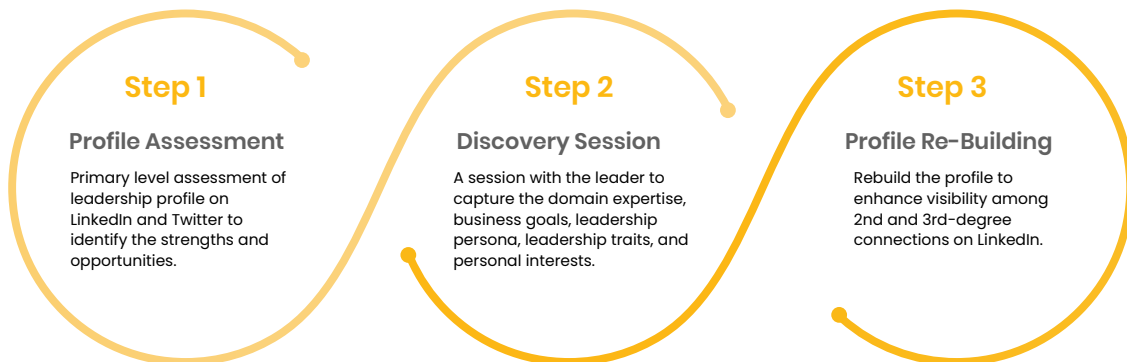 Step 1
Profile Assessment
Primary level assessment of
leadership profile on
LinkedIn and Twitter to
identify the strengths and
opportunities.
Step 2
Discovery Session
A session with the leader to
capture the domain expertise,
business goals, leadership
persona, leadership traits, and
personal interests.
Step 3
Profile Re-Building
Rebuild the profile to
enhance visibility among
2nd and 3rd-degree
connections on LinkedIn.